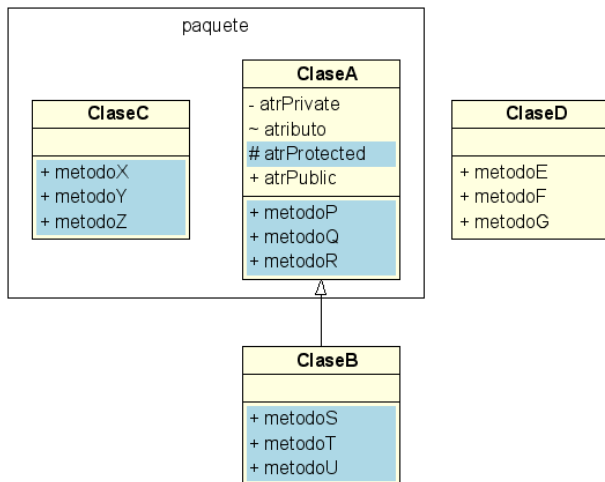 paquete
ClaseC
+ metodoX
+ metodoY
+ metodoZ
ClaseA
- atrPrivate
~ atributo
# atrProtected
+ atrPublic
+ metodoP
+ metodoQ
+ metodoR
ClaseD
+ metodoE
+ metodoF
+ metodoG
ClaseB
+ metodoS
+ metodoT
+ metodoU